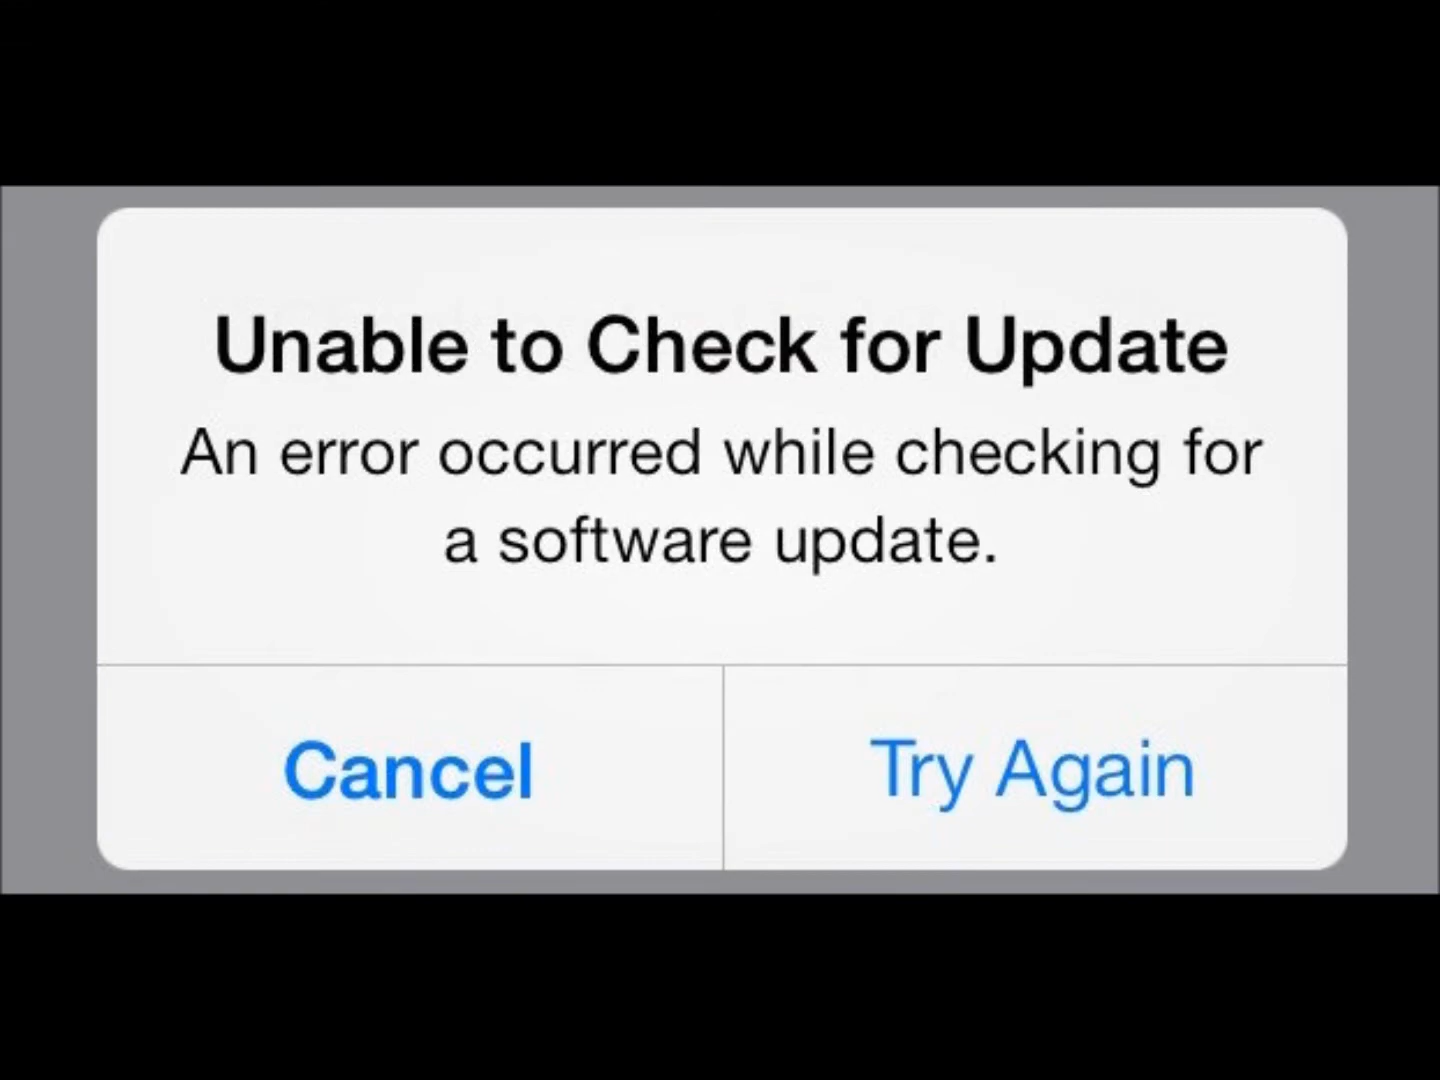 Unable to Check for Update
An error occurred while checking for
a software update.
Cancel
Try Again